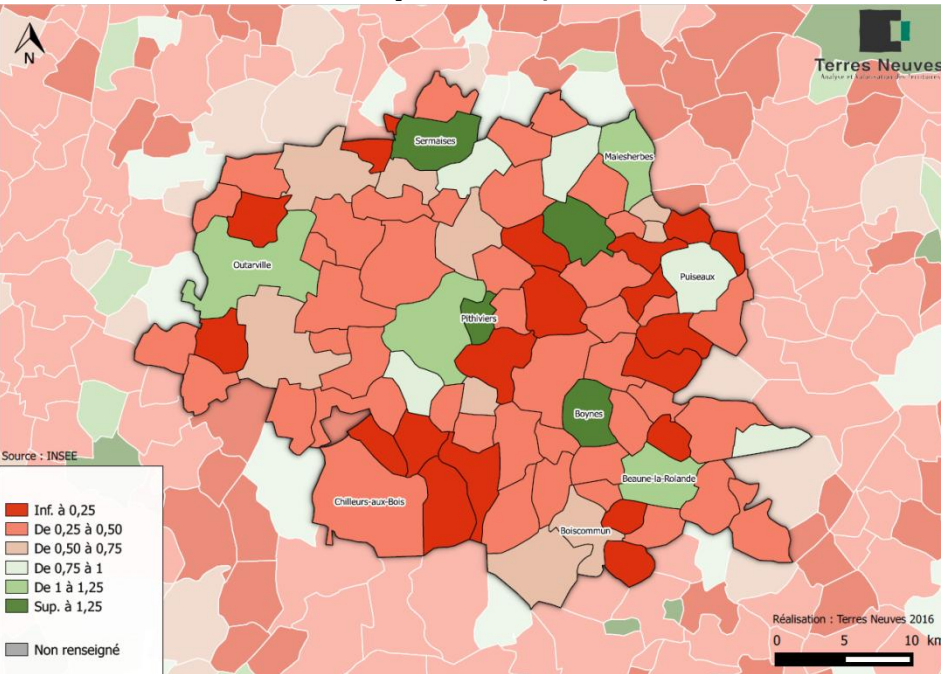 N
Terres Neuves
Analyse et valorisation des territoires
Sermaises
Malesherbes
Outarville
Puiseaux
Pithiviers
Boynes
Source : INSEE
Beaune-la-Rolande
Chilleurs-aux-Bois
Boiscommun
Inf. à 0,25
De 0,25 à 0,50
De 0,50 à 0,75
De 0,75 à 1
De 1 à 1,25
Sup. à 1,25
Non renseigné
Réalisation : Terres Neuves 2016
0 5 10 km